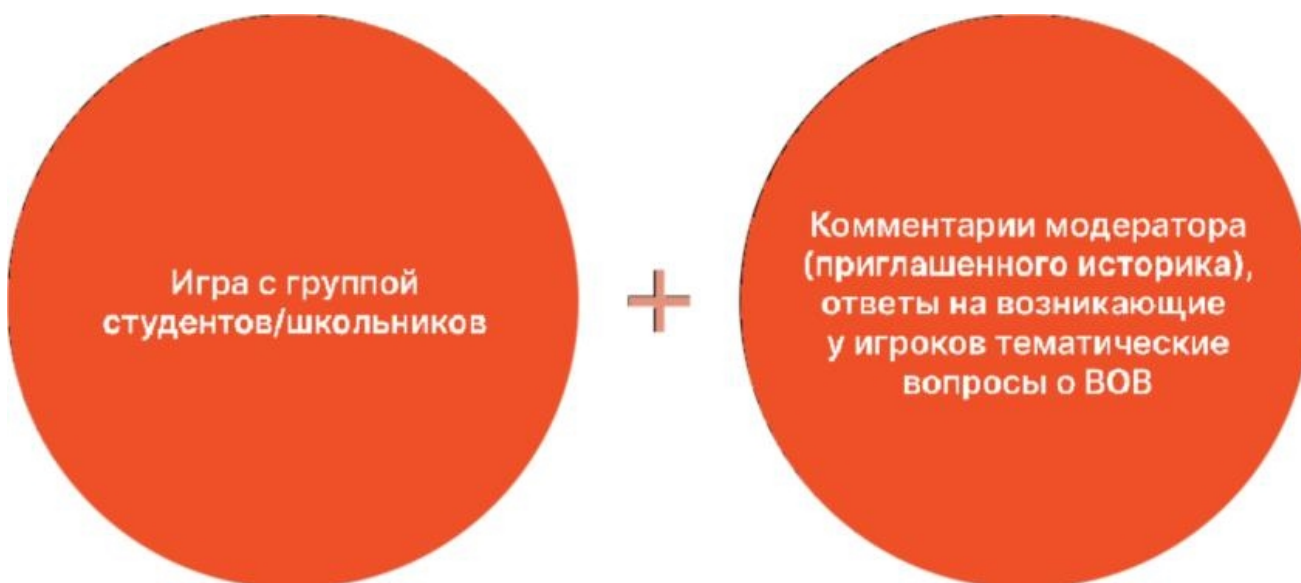 Игра с группой
студентов/школьников
+
Комментарии модератора
(приглашенного историка),
ответы на возникающие
у игроков тематические
вопросы о ВОВ